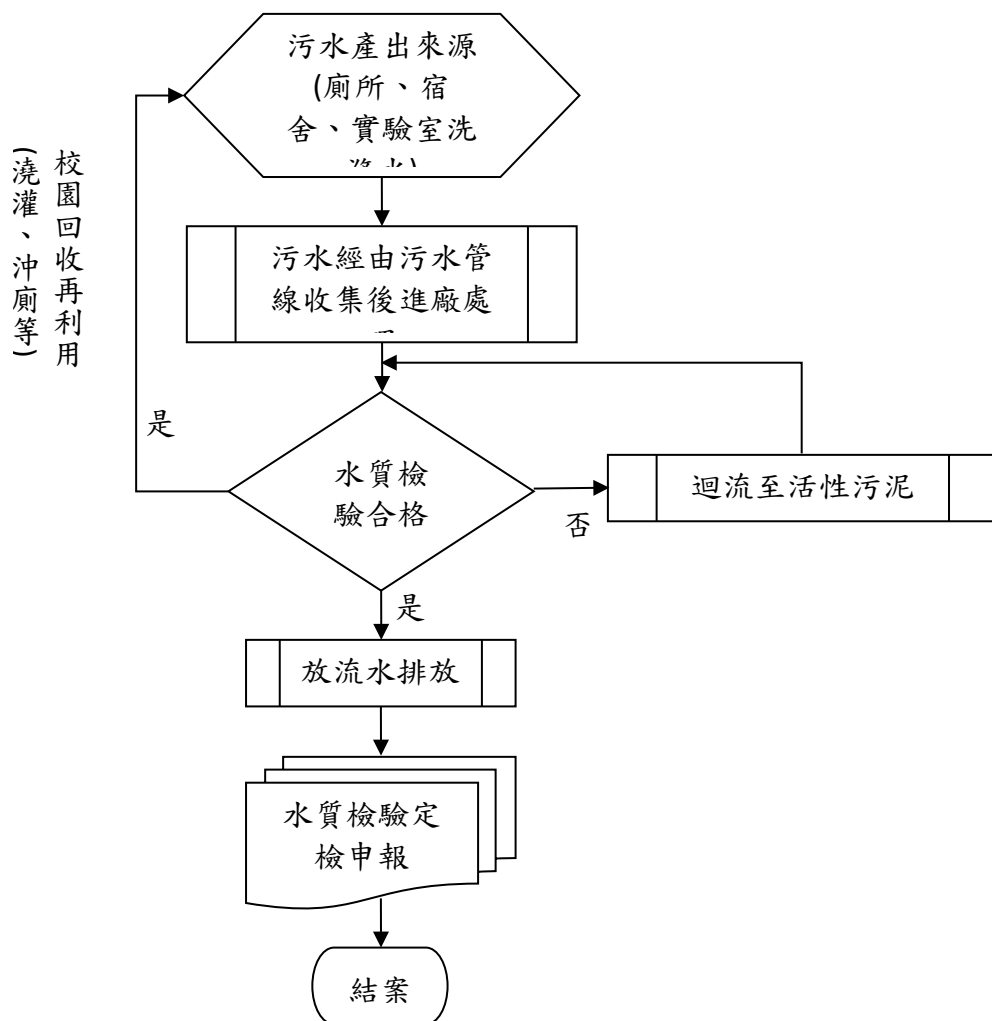 污水產出來源
(廁所、宿
舍、實驗室洗
污水經由污水管
線收集後進廠處
校園回收再利用
(澆灌、沖廁等)
是
水質檢
驗合格
否
迴流至活性污泥
是
放流水排放
水質檢驗定
檢申報
結案